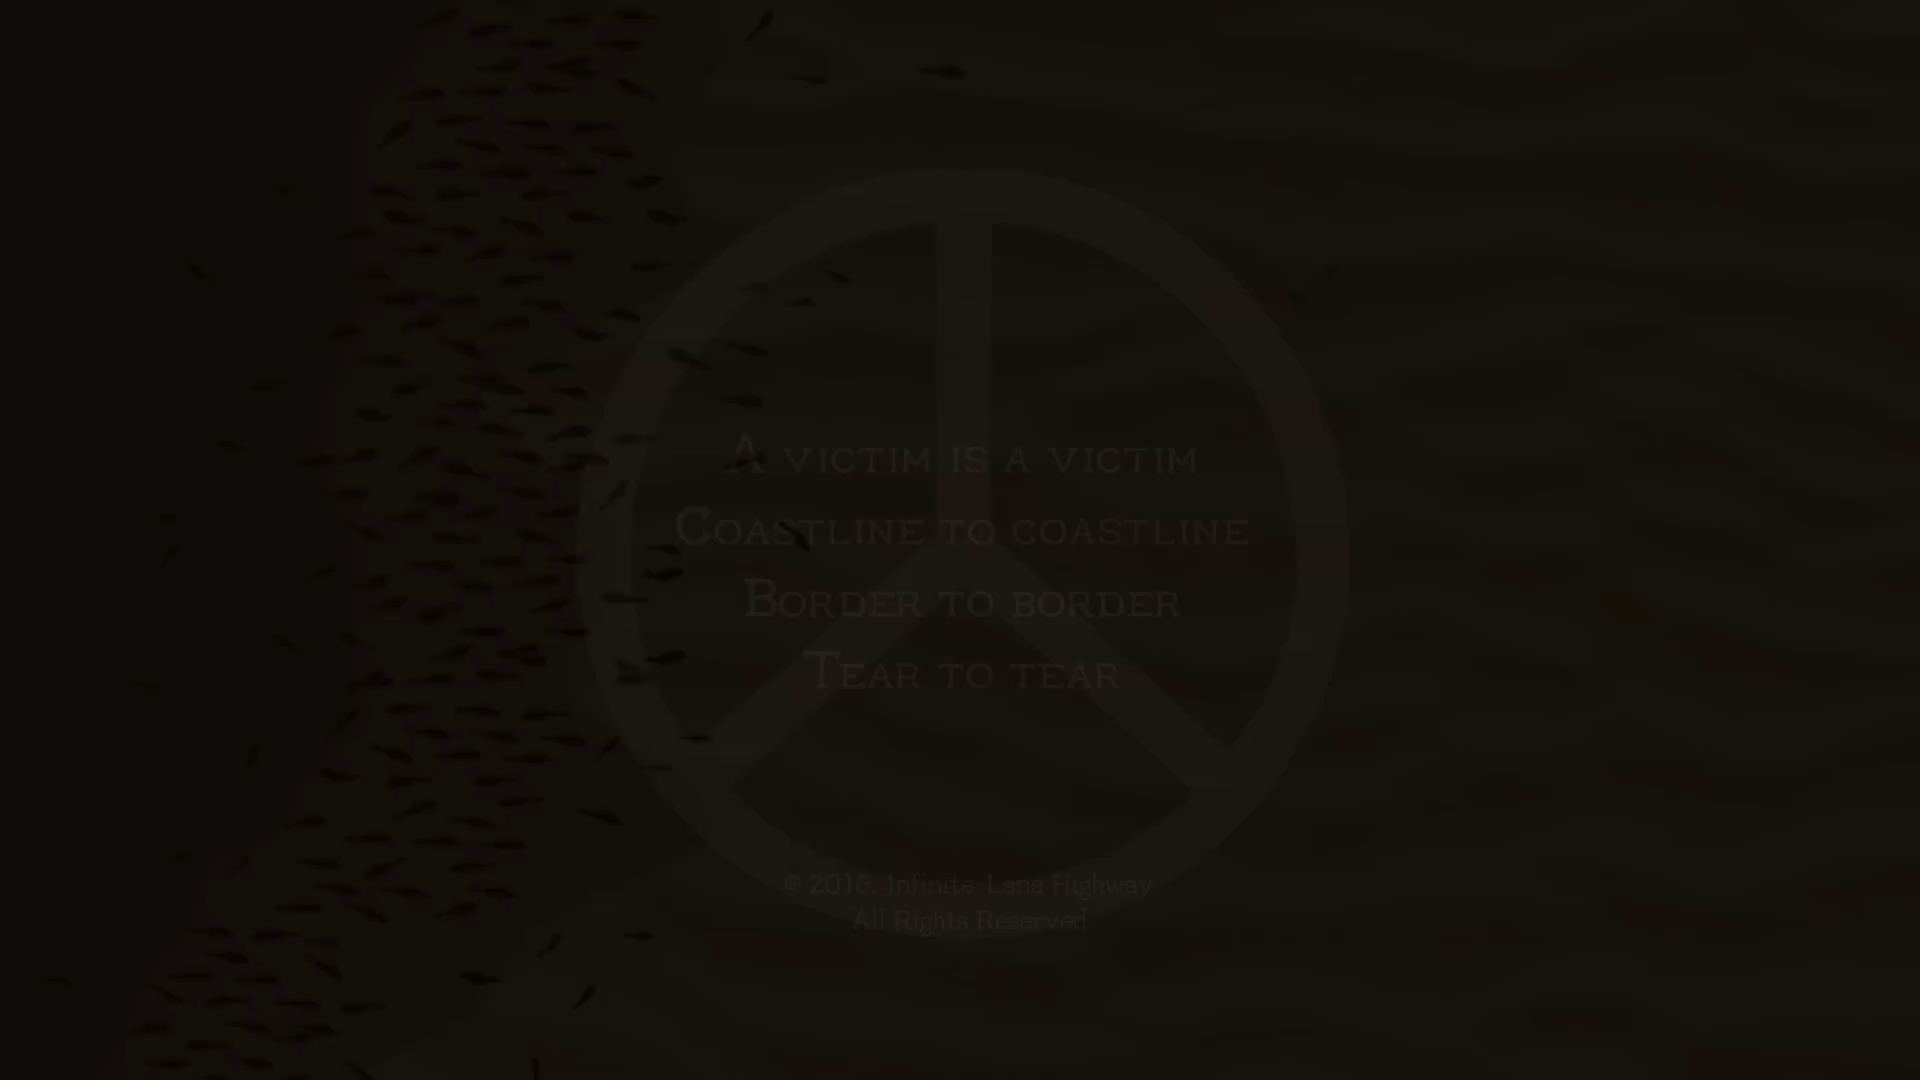 A victim is a victim
Coastline to coastline
Border to border
Tear to tear
© 2016. Infinite Lane Highway
All Rights Reserved